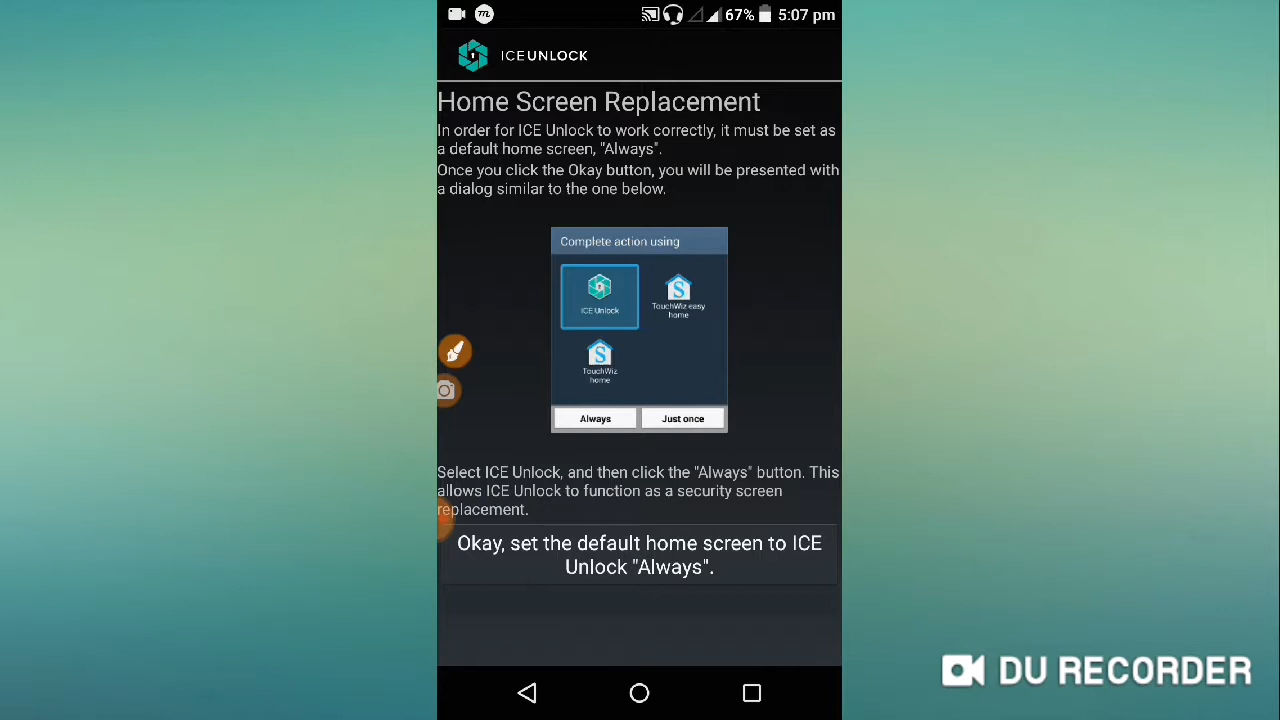 67% 5:07 pm
ICEUNLOCK
Home Screen Replacement
In order for ICE Unlock to work correctly, it must be set as
a default home screen, "Always".
Once you click the Okay button, you will be presented with
a dialog similar to the one below.
Complete action using
ICE Unlock
TouchWiz easy
home
TouchWiz
home
Always Just once
Select ICE Unlock, and then click the "Always" button. This
allows ICE Unlock to function as a security screen
replacement.
Okay, set the default home screen to ICE
Unlock "Always".
DU RECORDER